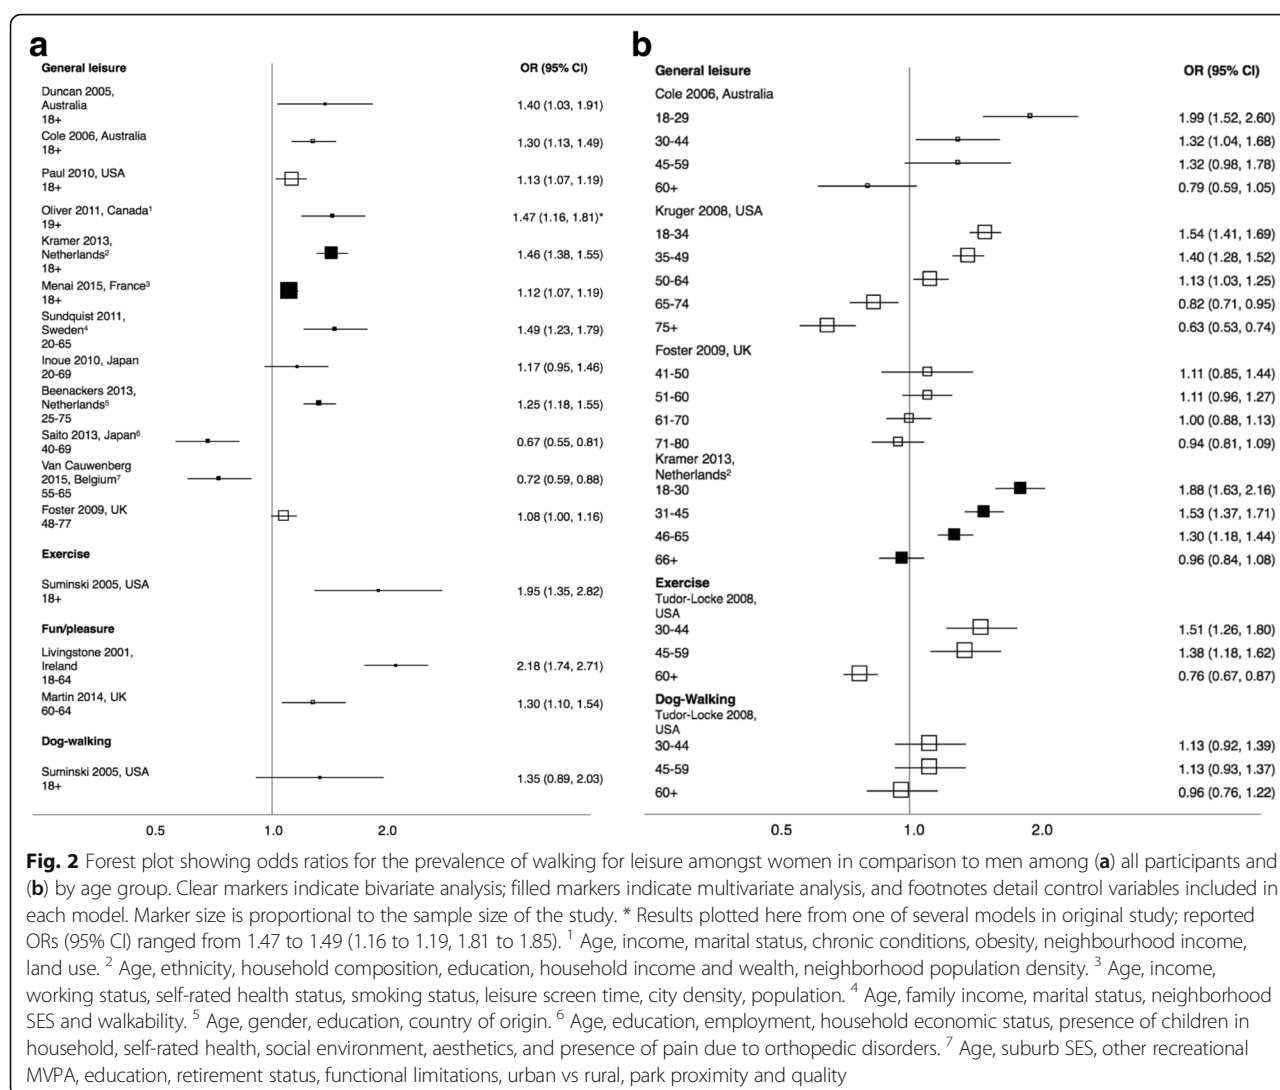 a
General leisure OR (95% CI)
Duncan 2005,
Australia
18+ 1.40 (1.03, 1.91)
Cole 2006, Australia
18+ 1.30 (1.13, 1.49)
Paul 2010, USA
18+ 1.13 (1.07, 1.19)
Oliver 2011, Canada¹
19+ 1.47 (1.16, 1.81)*
Kramer 2013,
Netherlands²
18+ 1.46 (1.38, 1.55)
Menai 2015, France³
18+ 1.12 (1.07, 1.19)
Sundquist 2011,
Sweden⁴
20-65 1.49 (1.23, 1.79)
Inoue 2010, Japan
20-69 1.17 (0.95, 1.46)
Beenackers 2013,
Netherlands⁵
25-75 1.25 (1.18, 1.55)
Saito 2013, Japan⁶
40-69 0.67 (0.55, 0.81)
Van Cauwenberg
2015, Belgium⁷
55-65 0.72 (0.59, 0.88)
Foster 2009, UK
48-77 1.08 (1.00, 1.16)
Exercise
Suminski 2005, USA
18+ 1.95 (1.35, 2.82)
Fun/pleasure
Livingstone 2001,
Ireland
18-64 2.18 (1.74, 2.71)
Martin 2014, UK
60-64 1.30 (1.10, 1.54)
Dog-walking
Suminski 2005, USA
18+ 1.35 (0.89, 2.03)
0.5 1.0 2.0
b
General leisure OR (95% CI)
Cole 2006, Australia
18-29 1.99 (1.52, 2.60)
30-44 1.32 (1.04, 1.68)
45-59 1.32 (0.98, 1.78)
60+ 0.79 (0.59, 1.05)
Kruger 2008, USA
18-34 1.54 (1.41, 1.69)
35-49 1.40 (1.28, 1.52)
50-64 1.13 (1.03, 1.25)
65-74 0.82 (0.71, 0.95)
75+ 0.63 (0.53, 0.74)
Foster 2009, UK
41-50 1.11 (0.85, 1.44)
51-60 1.11 (0.96, 1.27)
61-70 1.00 (0.88, 1.13)
71-80 0.94 (0.81, 1.09)
Kramer 2013,
Netherlands²
18-30 1.88 (1.63, 2.16)
31-45 1.53 (1.37, 1.71)
46-65 1.30 (1.18, 1.44)
66+ 0.96 (0.84, 1.08)
Exercise
Tudor-Locke 2008,
USA
30-44 1.51 (1.26, 1.80)
45-59 1.38 (1.18, 1.62)
60+ 0.76 (0.67, 0.87)
Dog-Walking
Tudor-Locke 2008,
USA
30-44 1.13 (0.92, 1.39)
45-59 1.13 (0.93, 1.37)
60+ 0.96 (0.76, 1.22)
0.5 1.0 2.0
Fig. 2 Forest plot showing odds ratios for the prevalence of walking for leisure amongst women in comparison to men among (a) all participants and
(b) by age group. Clear markers indicate bivariate analysis; filled markers indicate multivariate analysis, and footnotes detail control variables included in
each model. Marker size is proportional to the sample size of the study. * Results plotted here from one of several models in original study; reported
ORs (95% CI) ranged from 1.47 to 1.49 (1.16 to 1.19, 1.81 to 1.85). ¹ Age, income, marital status, chronic conditions, obesity, neighbourhood income,
land use. ² Age, ethnicity, household composition, education, household income and wealth, neighborhood population density. ³ Age, income,
working status, self-rated health status, smoking status, leisure screen time, city density, population. ⁴ Age, family income, marital status, neighborhood
SES and walkability. ⁵ Age, gender, education, country of origin. ⁶ Age, education, employment, household economic status, presence of children in
household, self-rated health, social environment, aesthetics, and presence of pain due to orthopedic disorders. ⁷ Age, suburb SES, other recreational
MVPA, education, retirement status, functional limitations, urban vs rural, park proximity and quality